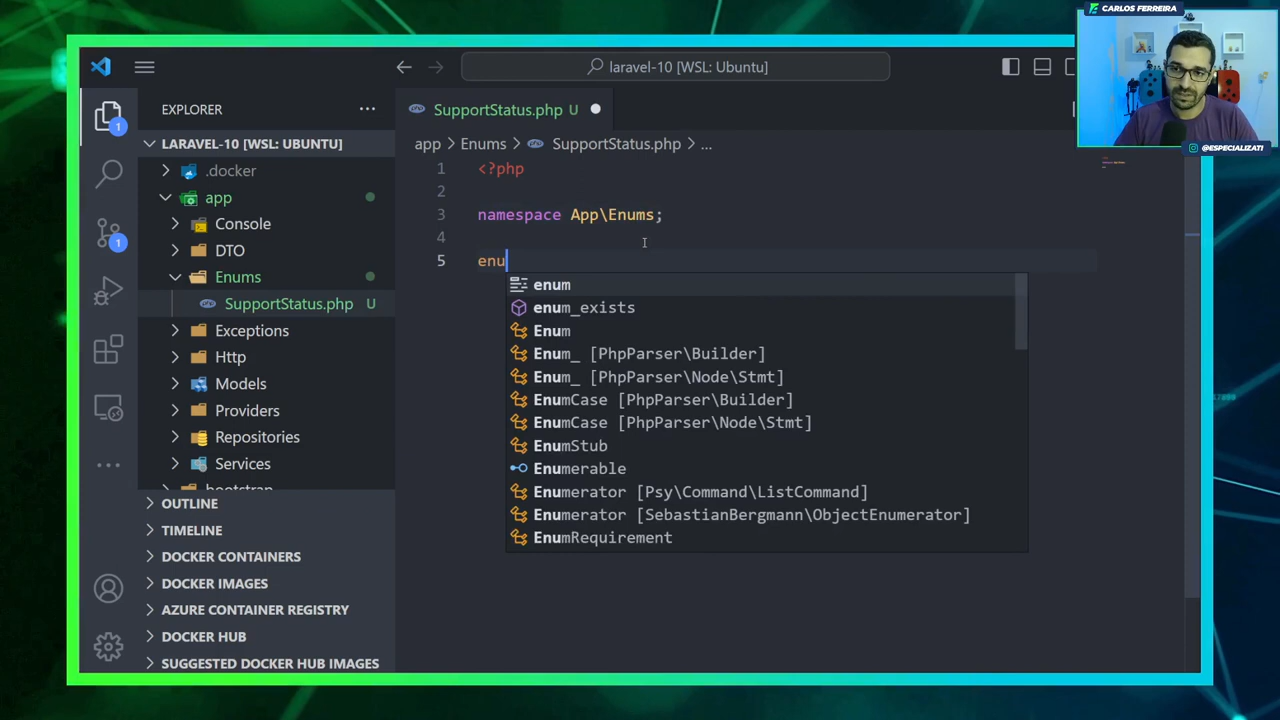 CARLOS FERREIRA
laravel-10 [WSL: Ubuntu]
EXPLORER
SupportStatus.php U
LARAVEL-10 [WSL: UBUNTU]
app > Enums > SupportStatus.php > ...
@ESPECIALIZATI
.docker
app
Console
DTO
Enums
SupportStatus.php U
Exceptions
Http
Models
Providers
Repositories
Services
bootstrap
OUTLINE
TIMELINE
DOCKER CONTAINERS
DOCKER IMAGES
AZURE CONTAINER REGISTRY
DOCKER HUB
SUGGESTED DOCKER HUB IMAGES
1
1
1 <?php
2
3 namespace App\Enums;
4
5 enu
enum
enum_exists
Enum
Enum_ [PhpParser\Builder]
Enum_ [PhpParser\Node\Stmt]
EnumCase [PhpParser\Builder]
EnumCase [PhpParser\Node\Stmt]
EnumStub
Enumerable
Enumerator [Psy\Command\ListCommand]
Enumerator [SebastianBergmann\ObjectEnumerator]
EnumRequirement